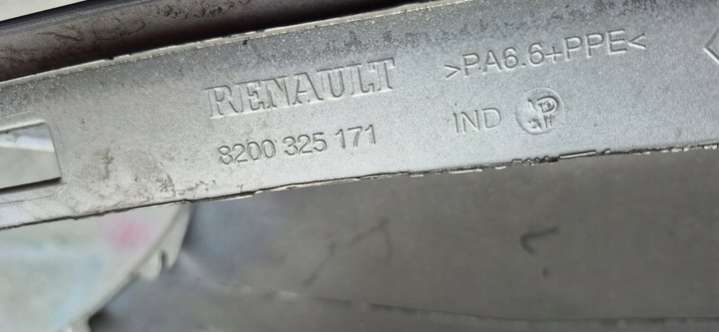 RENAULT
>PA6.6+PPE<
8200 325 171
IND